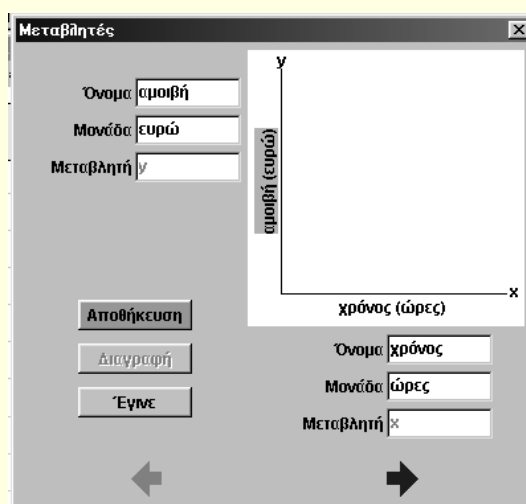 Μεταβλητές
Όνομα αμοιβή
Μονάδα ευρώ
Μεταβλητή y
y
αμοιβή (ευρώ)
x
χρόνος (ώρες)
Αποθήκευση
Διαγραφή
Έγινε
Όνομα χρόνος
Μονάδα ώρες
Μεταβλητή x